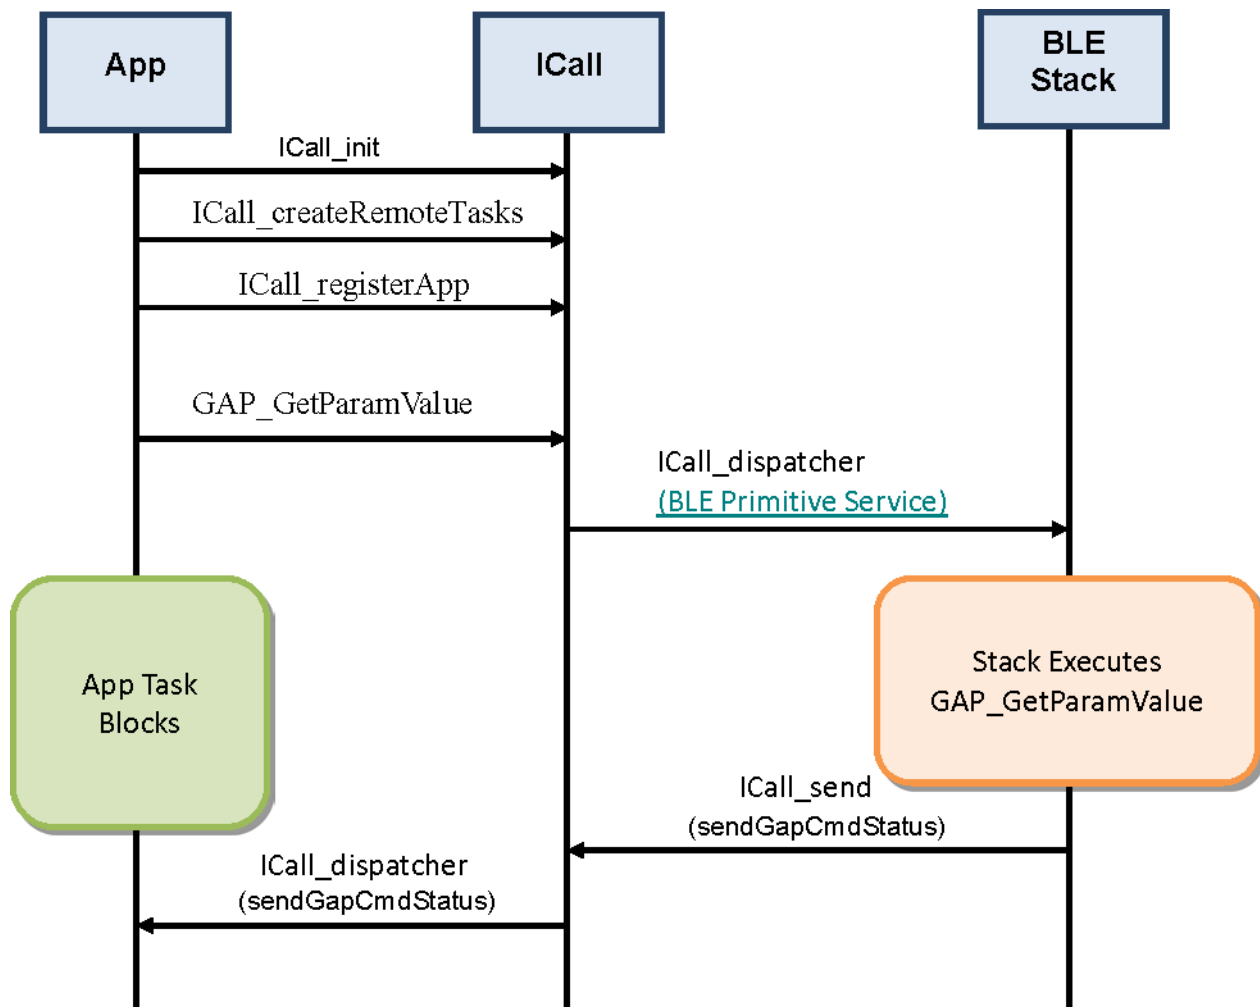 App
ICall
BLE
Stack
ICall_init
ICall_createRemoteTasks
ICall_registerApp
GAP_GetParamValue
ICall_dispatcher
(BLE Primitive Service)
App Task
Blocks
Stack Executes
GAP_GetParamValue
ICall_send
(sendGapCmdStatus)
ICall_dispatcher
(sendGapCmdStatus)